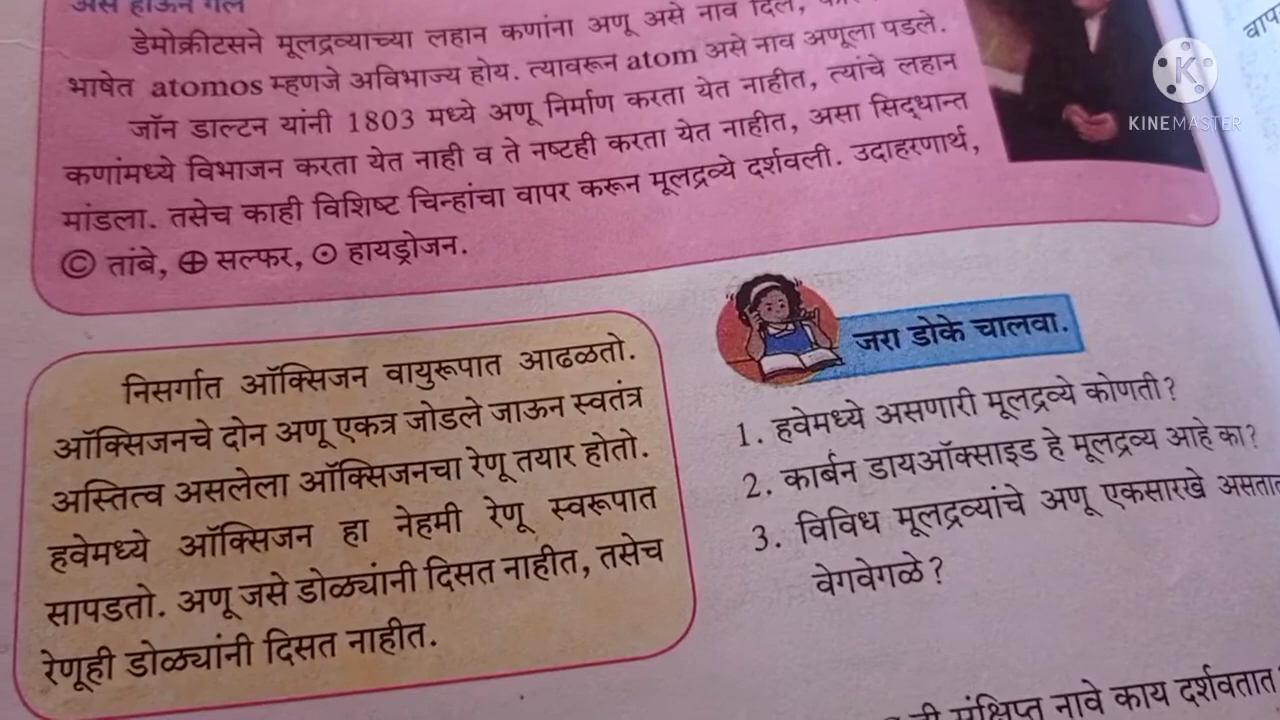 असे होऊन गेले
डेमोक्रीटसने मूलद्रव्याच्या लहान कणांना अणू असे नाव दिले,
भाषेत atomos म्हणजे अविभाज्य होय. त्यावरून atom असे नाव अणूला पडले.
जॉन डाल्टन यांनी 1803 मध्ये अणू निर्माण करता येत नाहीत, त्यांचे लहान
कणांमध्ये विभाजन करता येत नाही व ते नष्टही करता येत नाहीत, असा सिद्धान्त
मांडला. तसेच काही विशिष्ट चिन्हांचा वापर करून मूलद्रव्ये दर्शवली. उदाहरणार्थ,
© तांबे, ⊕ सल्फर, ⊙ हायड्रोजन.
निसर्गात ऑक्सिजन वायुरूपात आढळतो.
ऑक्सिजनचे दोन अणू एकत्र जोडले जाऊन स्वतंत्र
अस्तित्व असलेला ऑक्सिजनचा रेणू तयार होतो.
हवेमध्ये ऑक्सिजन हा नेहमी रेणू स्वरूपात
सापडतो. अणू जसे डोळ्यांनी दिसत नाहीत, तसेच
रेणूही डोळ्यांनी दिसत नाहीत.
जरा डोके चालवा.
1. हवेमध्ये असणारी मूलद्रव्ये कोणती?
2. कार्बन डायऑक्साइड हे मूलद्रव्य आहे का?
3. विविध मूलद्रव्यांचे अणू एकसारखे असतात
वेगवेगळे?
संक्षिप्त नावे काय दर्शवतात
K
KINEMASTER